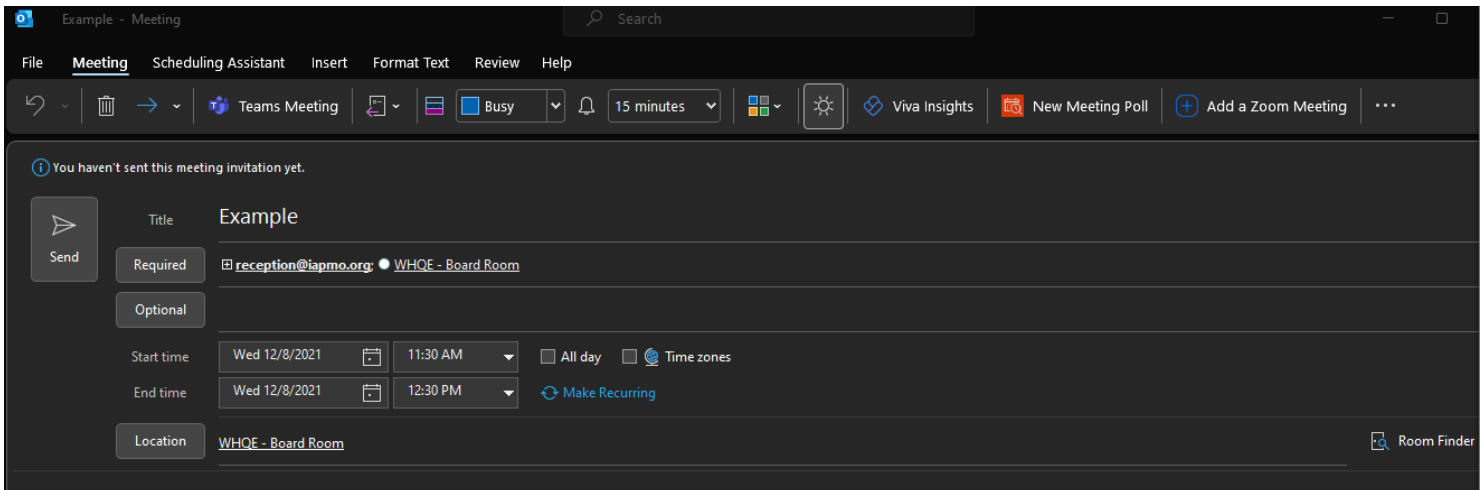 Example - Meeting Search
File Meeting Scheduling Assistant Insert Format Text Review Help
Teams Meeting Busy 15 minutes Viva Insights New Meeting Poll Add a Zoom Meeting ...
You haven't sent this meeting invitation yet.
Send
Title Example
Required reception@iapmo.org; WHQE - Board Room
Optional
Start time Wed 12/8/2021 11:30 AM All day Time zones
End time Wed 12/8/2021 12:30 PM Make Recurring
Location WHQE - Board Room Room Finder